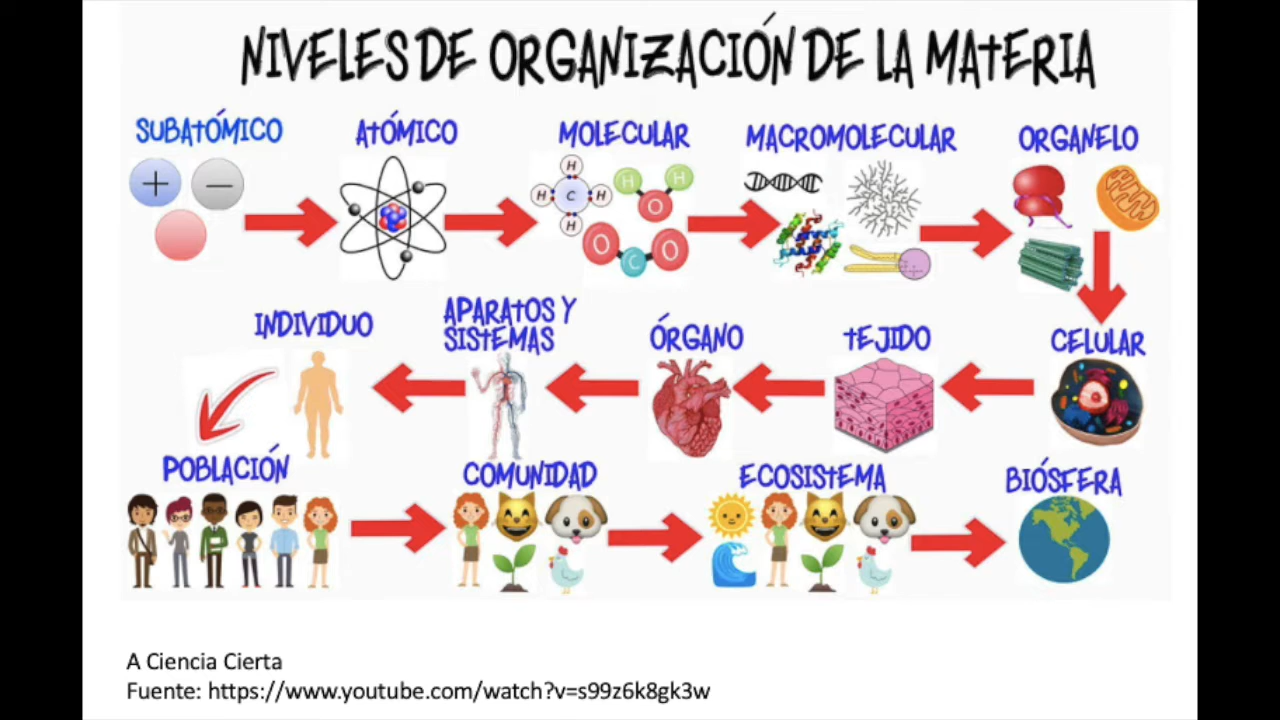 NIVELES DE ORGANIZACIÓN DE LA MATERIA
SUBATÓMICO
ATÓMICO
MOLECULAR
MACROMOLECULAR
ORGANELO
+
−
H
H C H
H
H H
O
O C O
INDIVIDUO
APARATOS Y
SISTEMAS
ÓRGANO
TEJIDO
CELULAR
POBLACIÓN
COMUNIDAD
ECOSISTEMA
BIÓSFERA
A Ciencia Cierta
Fuente: https://www.youtube.com/watch?v=s99z6k8gk3w